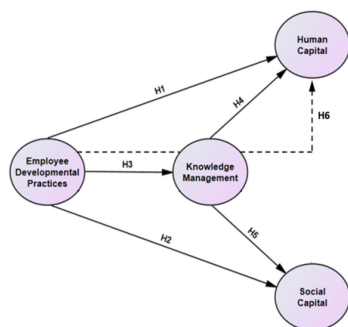 Human
Capital
H1
H4
H6
Employee
Developmental
Practices
H3
Knowledge
Management
H2
H5
Social
Capital